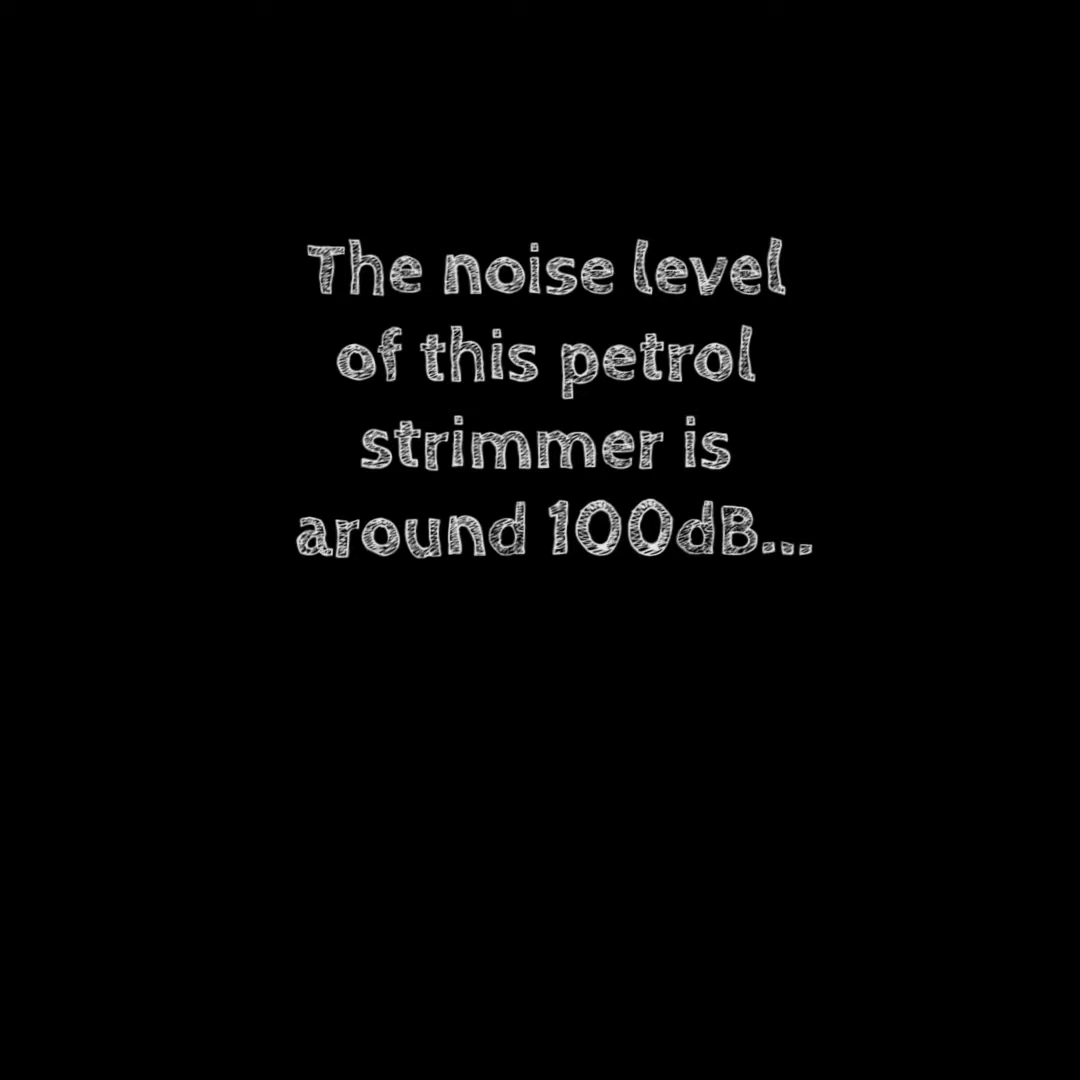 The noise level
of this petrol
strimmer is
around 100dB...